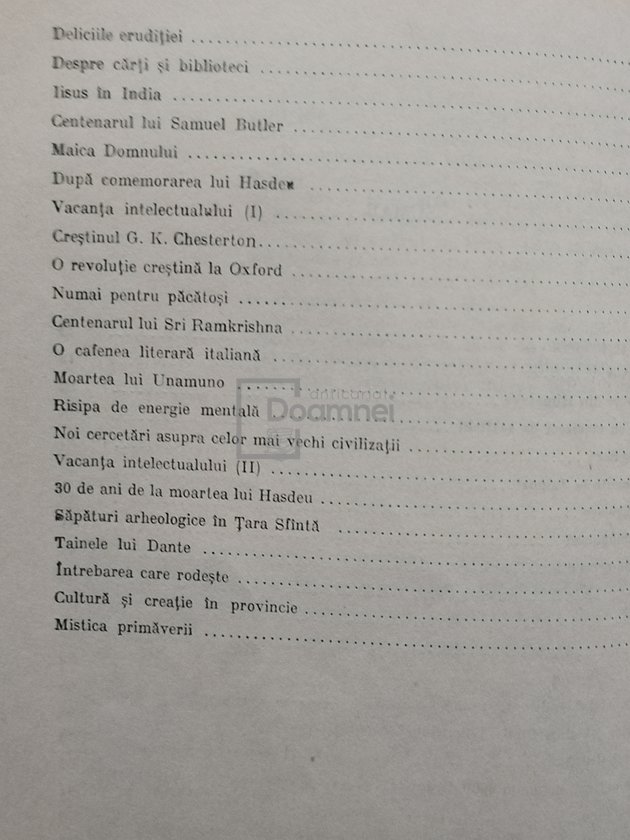 Deliciile erudiției
Despre cărți și biblioteci
Iisus în India
Centenarul lui Samuel Butler
Maica Domnului
După comemorarea lui Hasdeu
Vacanța intelectualului (I)
Creștinul G. K. Chesterton
O revoluție creștină la Oxford
Numai pentru păcătoși
Centenarul lui Sri Ramkrishna
O cafenea literară italiană
Moartea lui Unamuno
anticariat
Risipa de energie mentală
Doamnei
Noi cercetări asupra celor mai vechi civilizații
Vacanța intelectualului (II)
30 de ani de la moartea lui Hasdeu
Săpături arheologice în Țara Sfîntă
Tainele lui Dante
Întrebarea care rodește
Cultură și creație în provincie
Mistica primăverii